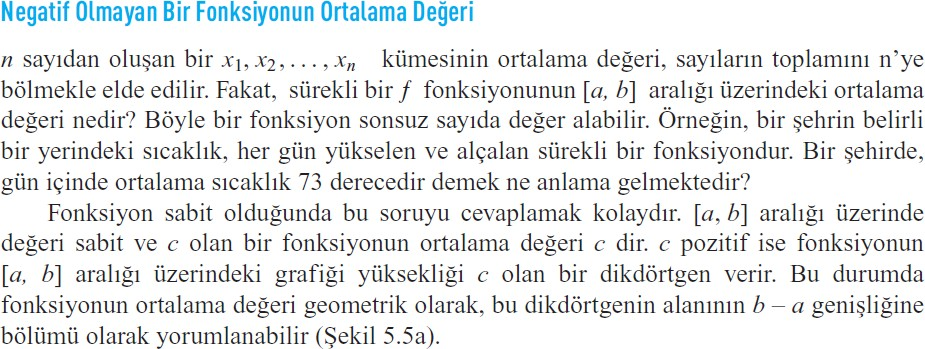 Negatif Olmayan Bir Fonksiyonun Ortalama Değeri
n sayıdan oluşan bir x₁, x₂, . . . , xₙ kümesinin ortalama değeri, sayıların toplamını n’ye
bölmekle elde edilir. Fakat, sürekli bir f fonksiyonunun [a, b] aralığı üzerindeki ortalama
değeri nedir? Böyle bir fonksiyon sonsuz sayıda değer alabilir. Örneğin, bir şehrin belirli
bir yerindeki sıcaklık, her gün yükselen ve alçalan sürekli bir fonksiyondur. Bir şehirde,
gün içinde ortalama sıcaklık 73 derecedir demek ne anlama gelmektedir?
Fonksiyon sabit olduğunda bu soruyu cevaplamak kolaydır. [a, b] aralığı üzerinde
değeri sabit ve c olan bir fonksiyonun ortalama değeri c dir. c pozitif ise fonksiyonun
[a, b] aralığı üzerindeki grafiği yüksekliği c olan bir dikdörtgen verir. Bu durumda
fonksiyonun ortalama değeri geometrik olarak, bu dikdörtgenin alanının b – a genişliğine
bölümü olarak yorumlanabilir (Şekil 5.5a).